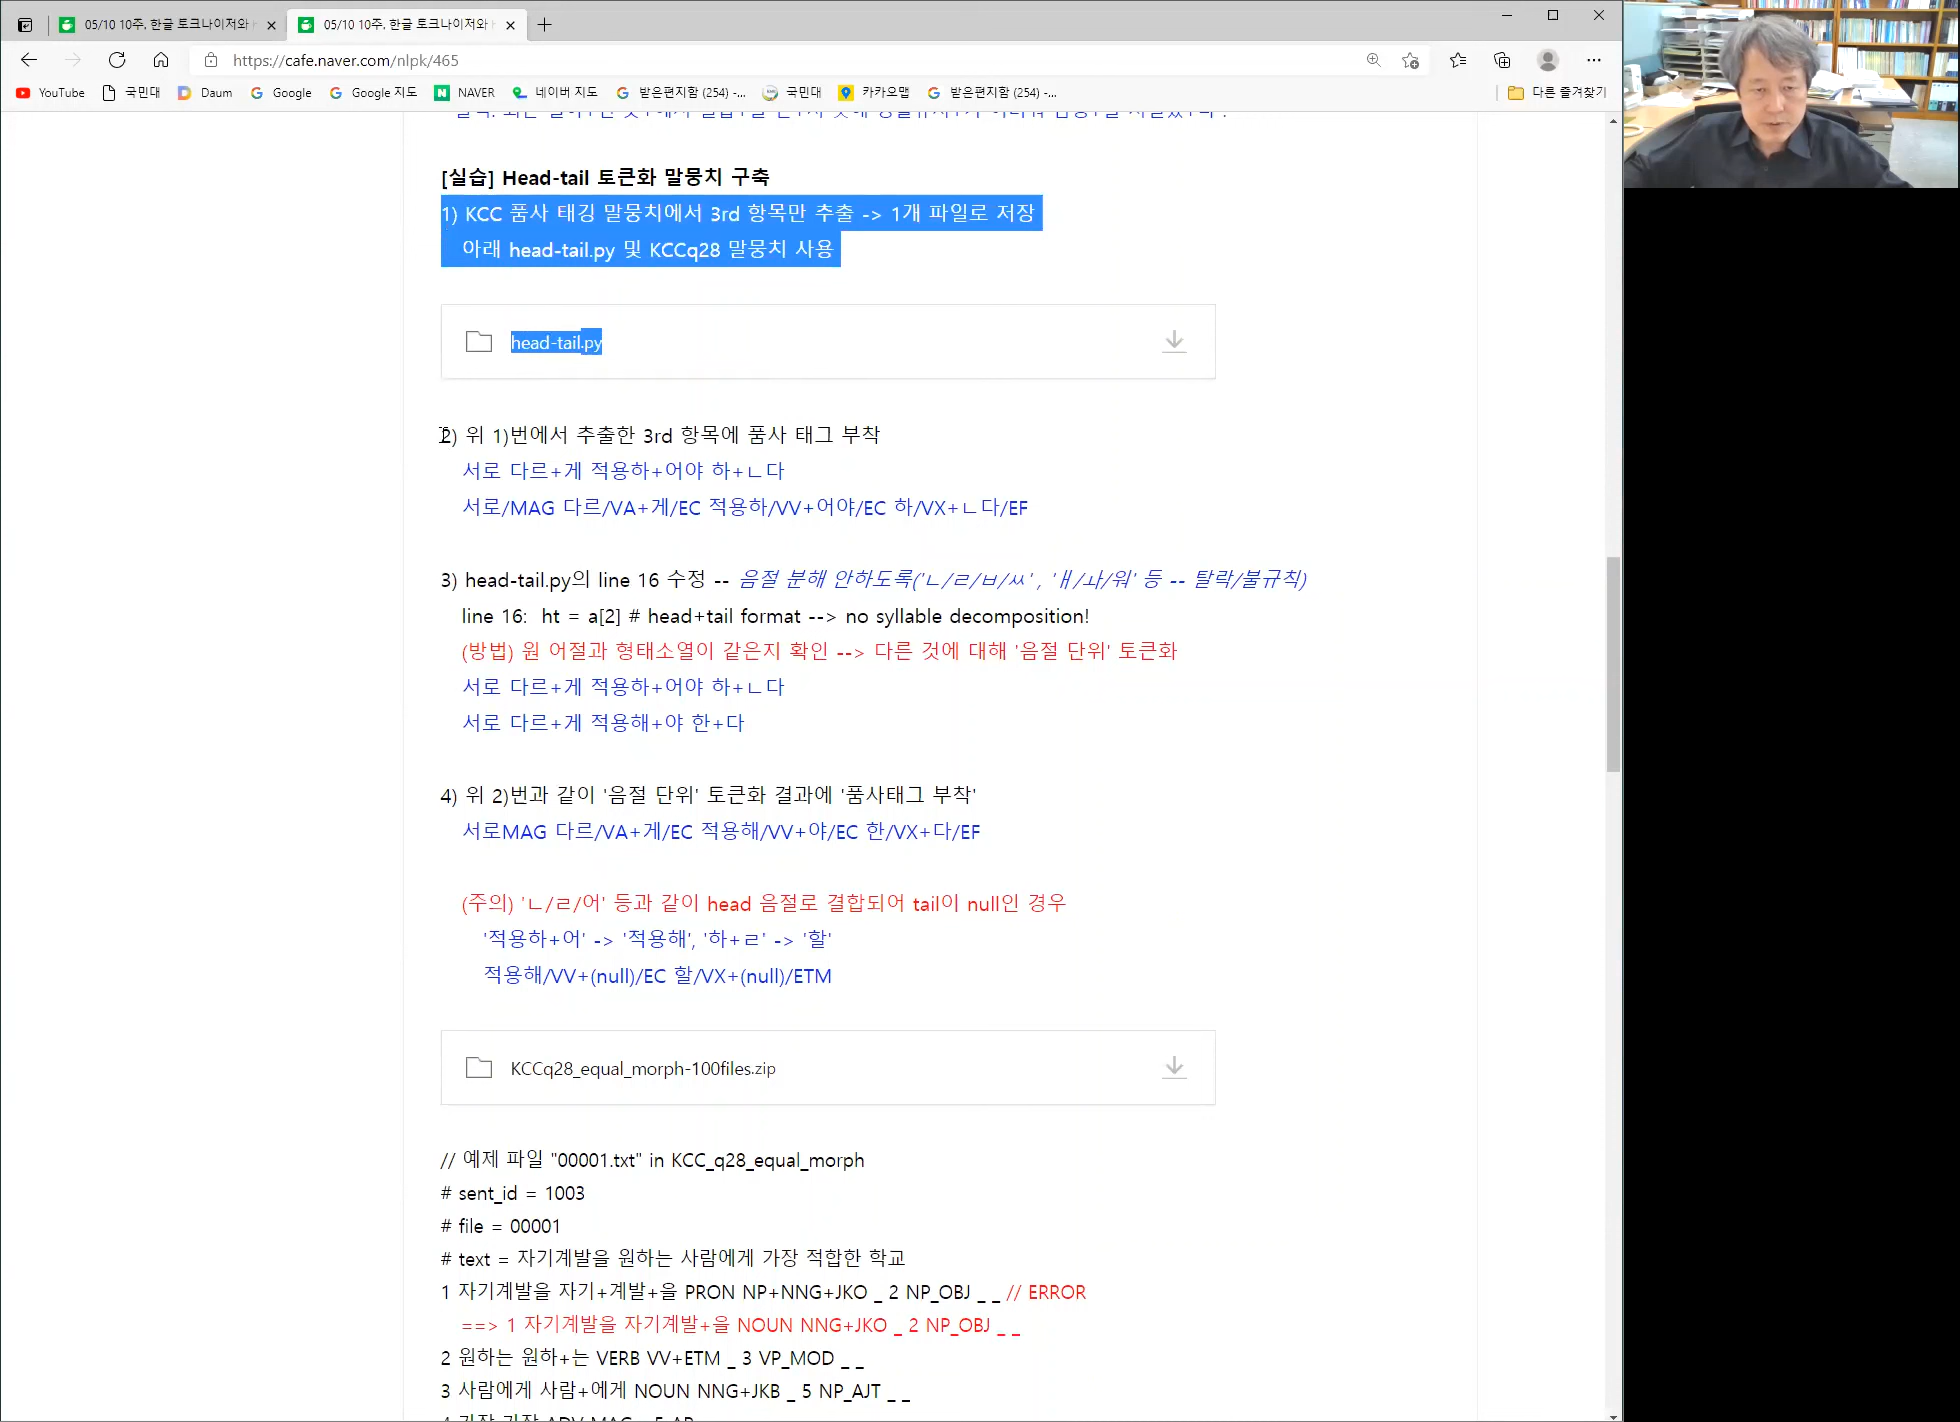 05/10 10주. 한글 토크나이저와
05/10 10주. 한글 토크나이저와
https://cafe.naver.com/nlpk/465
YouTube 국민대 Daum Google Google 지도 NAVER 네이버 지도 받은편지함 (254) -... 국민대 카카오맵 받은편지함 (254) -... 다른 즐겨찾기
[실습] Head-tail 토큰화 말뭉치 구축
1) KCC 품사 태깅 말뭉치에서 3rd 항목만 추출 -> 1개 파일로 저장
아래 head-tail.py 및 KCCq28 말뭉치 사용
head-tail.py
2) 위 1)번에서 추출한 3rd 항목에 품사 태그 부착
서로 다르+게 적용하+어야 하+ㄴ다
서로/MAG 다르/VA+게/EC 적용하/VV+어야/EC 하/VX+ㄴ다/EF
3) head-tail.py의 line 16 수정 -- 음절 분해 안하도록('ㄴ/ㄹ/ㅂ/ㅆ' , 'ㅐ/ㅘ/워' 등 -- 탈락/불규칙)
line 16: ht = a[2] # head+tail format --> no syllable decomposition!
(방법) 원 어절과 형태소열이 같은지 확인 --> 다른 것에 대해 '음절 단위' 토큰화
서로 다르+게 적용하+어야 하+ㄴ다
서로 다르+게 적용해+야 한+다
4) 위 2)번과 같이 '음절 단위' 토큰화 결과에 '품사태그 부착'
서로MAG 다르/VA+게/EC 적용해/VV+야/EC 한/VX+다/EF
(주의) 'ㄴ/ㄹ/어' 등과 같이 head 음절로 결합되어 tail이 null인 경우
'적용하+어' -> '적용해', '하+ㄹ' -> '할'
적용해/VV+(null)/EC 할/VX+(null)/ETM
KCCq28_equal_morph-100files.zip
// 예제 파일 "00001.txt" in KCC_q28_equal_morph
# sent_id = 1003
# file = 00001
# text = 자기계발을 원하는 사람에게 가장 적합한 학교
1 자기계발을 자기+계발+을 PRON NP+NNG+JKO _ 2 NP_OBJ _ _ // ERROR
==> 1 자기계발을 자기계발+을 NOUN NNG+JKO _ 2 NP_OBJ _ _
2 원하는 원하+는 VERB VV+ETM _ 3 VP_MOD _ _
3 사람에게 사람+에게 NOUN NNG+JKB _ 5 NP_AJT _ _